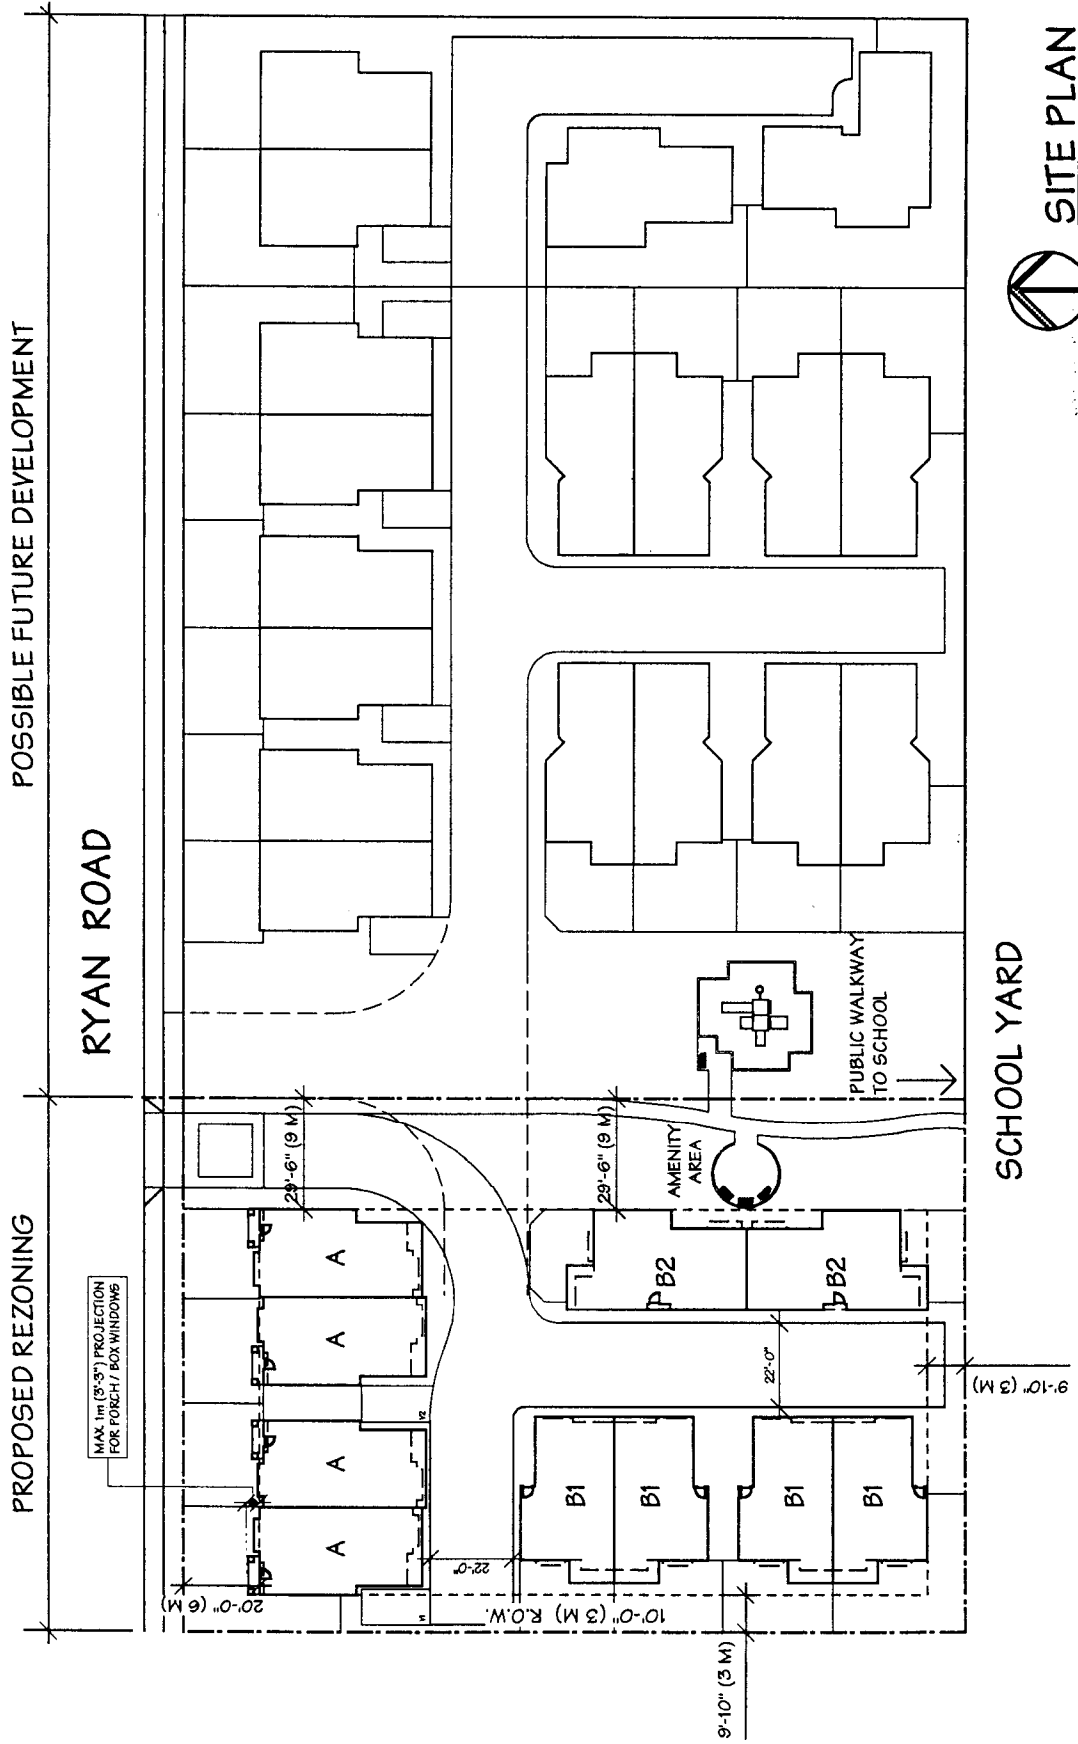 POSSIBLE FUTURE DEVELOPMENT
PROPOSED REZONING
RYAN ROAD
MAX 1m (3'-3") PROJECTION
FOR PORCH / BOX WINDOWS
29'-6" (9 M)
29'-6" (9 M)
20'-0" (6 M)
A
A
A
A
V1
V2
22'-0"
10'-0" (3 M) R.O.W.
9'-10" (3 M)
B1
B1
B1
B1
22'-0"
B2
B2
9'-10" (3 M)
AMENITY
AREA
PUBLIC WALKWAY
TO SCHOOL
SCHOOL YARD
SITE PLAN